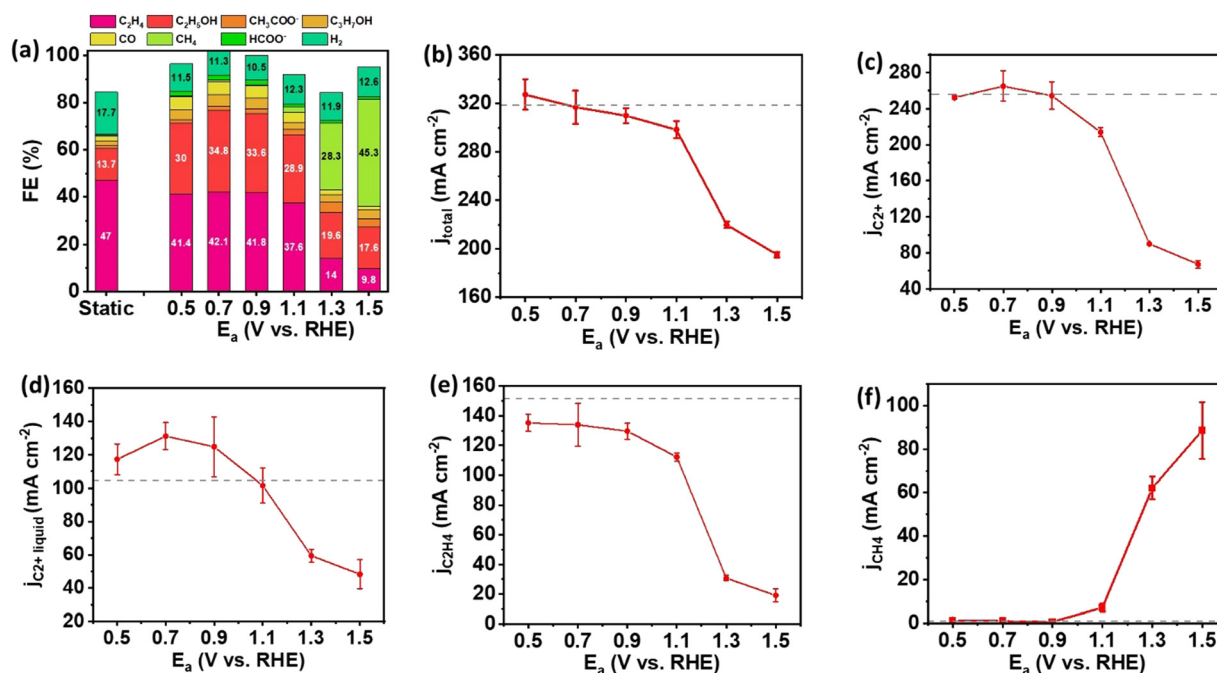 C₂H₄ C₂H₅OH CH₃COO⁻ C₃H₇OH
CO CH₄ HCOO⁻ H₂
(a)
FE (%)
100
80
60
40
20
0
17.7
13.7
47
11.5
30
41.4
11.3
34.8
42.1
10.5
33.6
41.8
12.3
28.9
37.6
11.9
28.3
19.6
14
12.6
45.3
17.6
9.8
Static 0.5 0.7 0.9 1.1 1.3 1.5
Eₐ (V vs. RHE)
(b)
j_total (mA cm⁻²)
360
320
280
240
200
160
0.5 0.7 0.9 1.1 1.3 1.5
Eₐ (V vs. RHE)
(c)
j_C2+ (mA cm⁻²)
280
240
200
160
120
80
40
0.5 0.7 0.9 1.1 1.3 1.5
Eₐ (V vs. RHE)
(d)
j_C2+ liquid (mA cm⁻²)
160
140
120
100
80
60
40
20
0.5 0.7 0.9 1.1 1.3 1.5
Eₐ (V vs. RHE)
(e)
j_C2H4 (mA cm⁻²)
160
140
120
100
80
60
40
20
0
0.5 0.7 0.9 1.1 1.3 1.5
Eₐ (V vs. RHE)
(f)
j_CH4 (mA cm⁻²)
100
80
60
40
20
0
0.5 0.7 0.9 1.1 1.3 1.5
Eₐ (V vs. RHE)